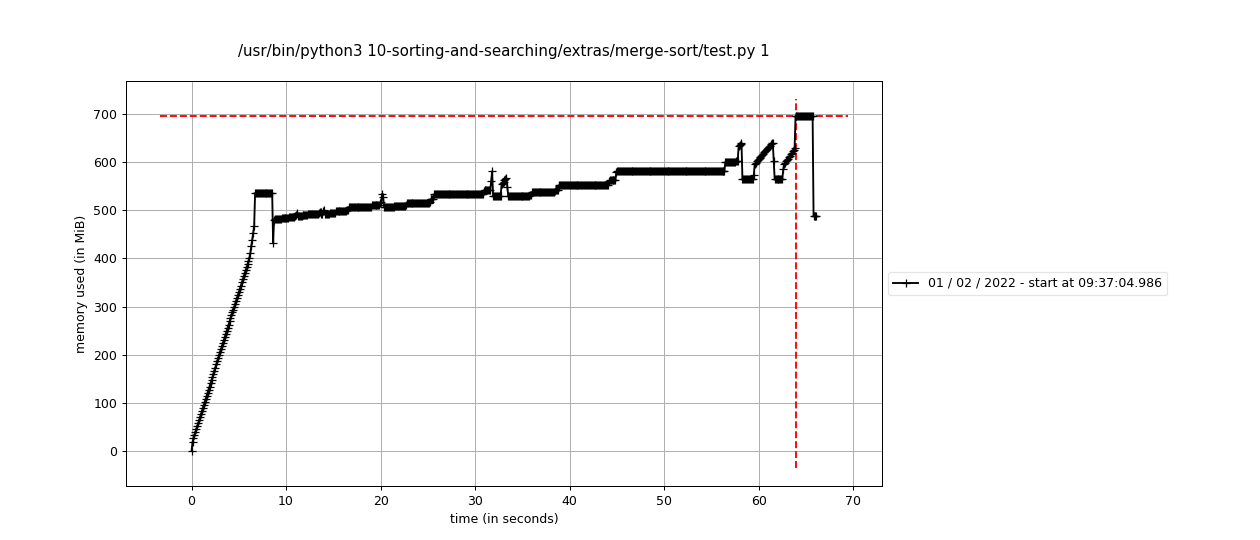 /usr/bin/python3 10-sorting-and-searching/extras/merge-sort/test.py 1
700
600
500
400
300
200
100
0
memory used (in MiB)
0 10 20 30 40 50 60 70
time (in seconds)
01 / 02 / 2022 - start at 09:37:04.986